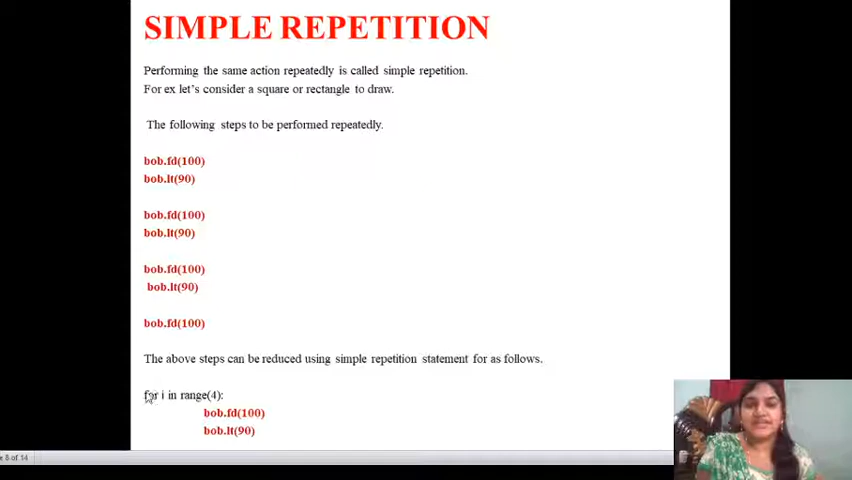 SIMPLE REPETITION
Performing the same action repeatedly is called simple repetition.
For ex let's consider a square or rectangle to draw.
The following steps to be performed repeatedly.
bob.fd(100)
bob.lt(90)
bob.fd(100)
bob.lt(90)
bob.fd(100)
bob.lt(90)
bob.fd(100)
The above steps can be reduced using simple repetition statement for as follows.
for i in range(4):
bob.fd(100)
bob.lt(90)
8 of 14